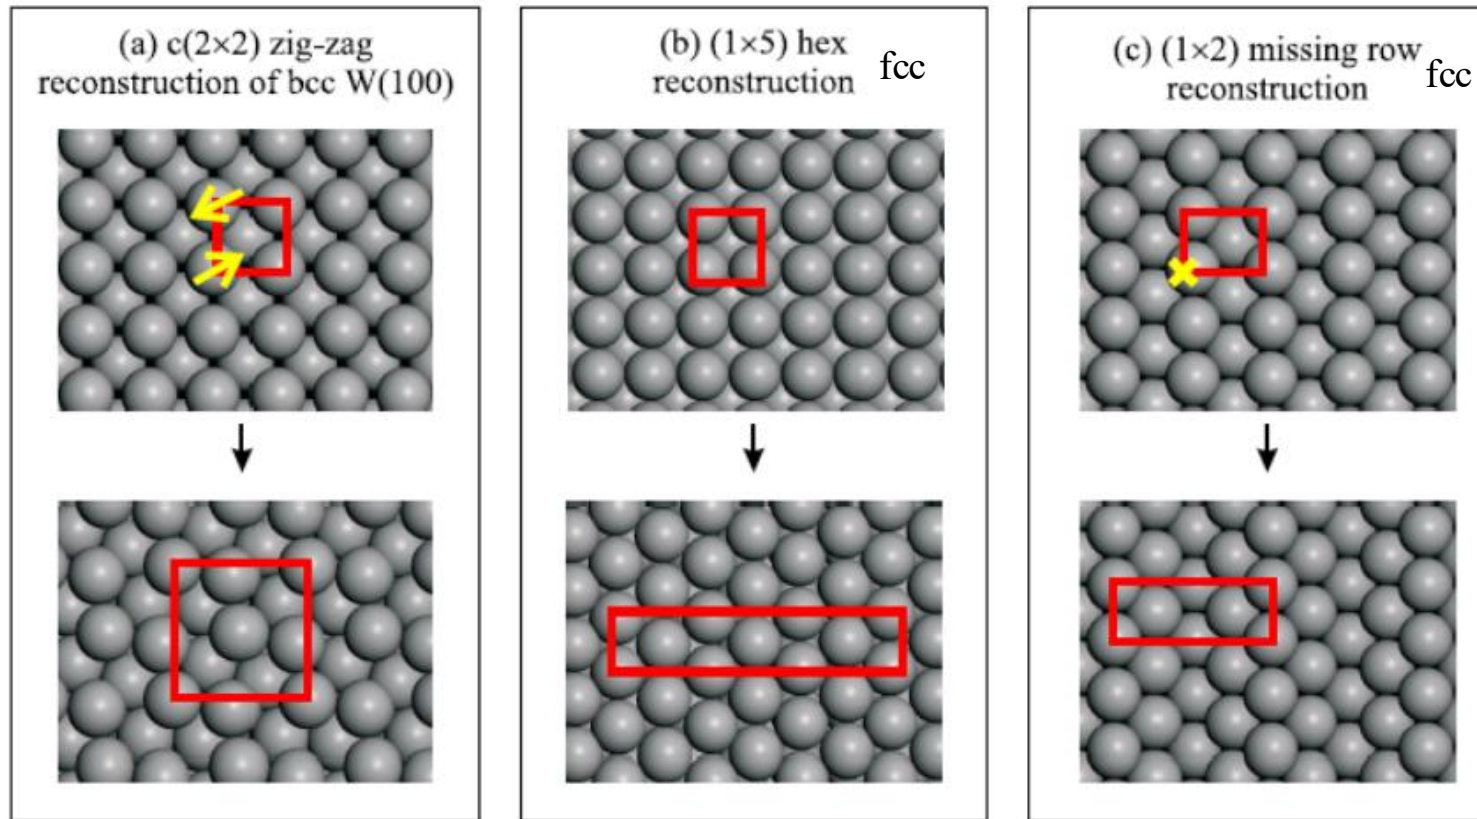 (a) c(2×2) zig-zag
reconstruction of bcc W(100)
(b) (1×5) hex
reconstruction
fcc
(c) (1×2) missing row
reconstruction
fcc